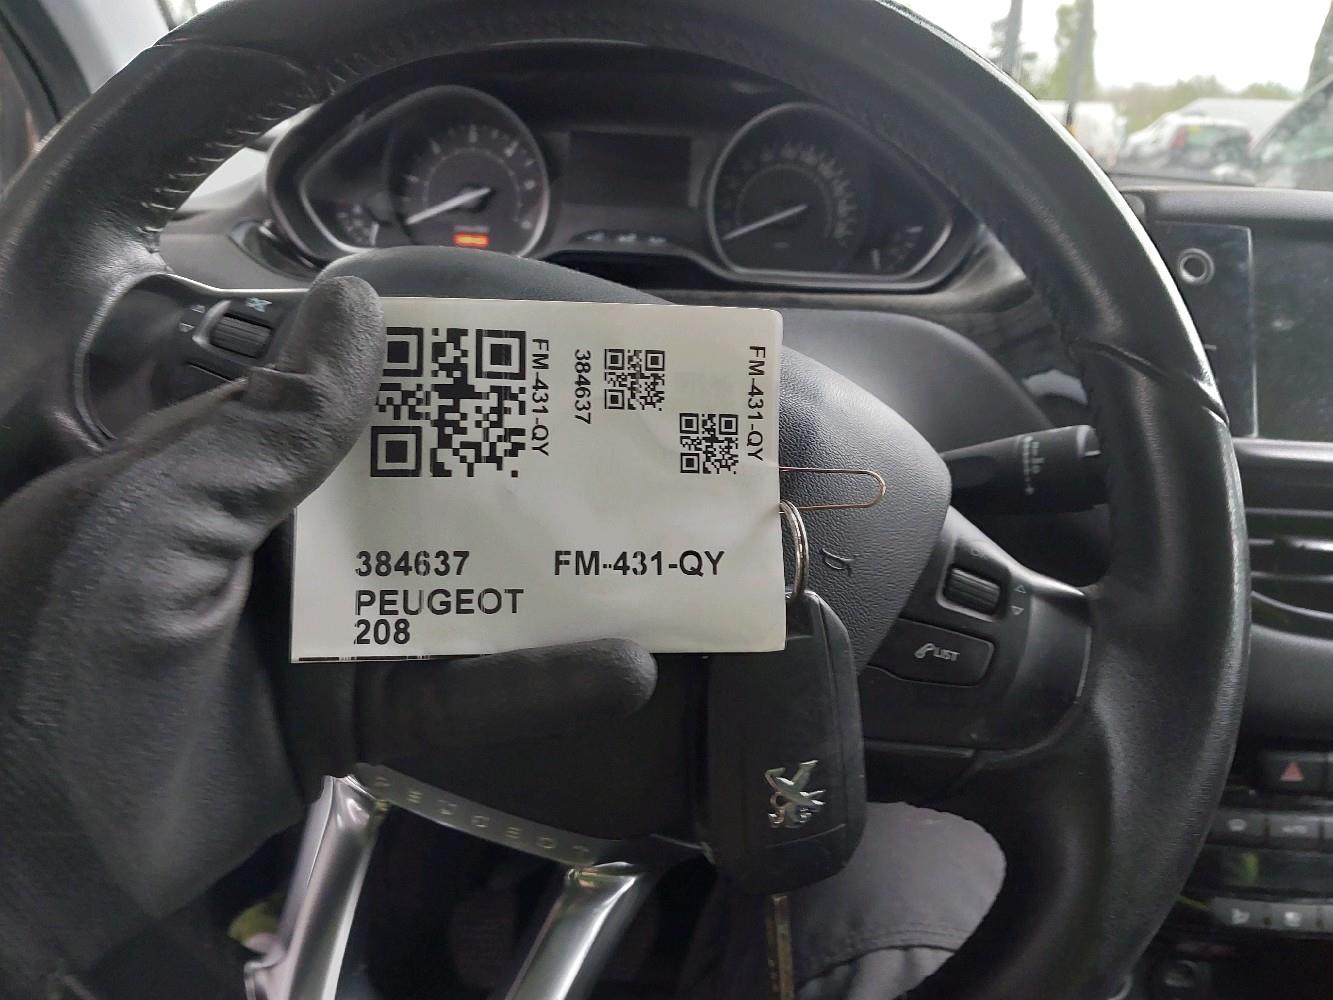 FM-431-QY
384637
FM-431-QY
384637 FM-431-QY
PEUGEOT
208
LIST
PEUGEOT